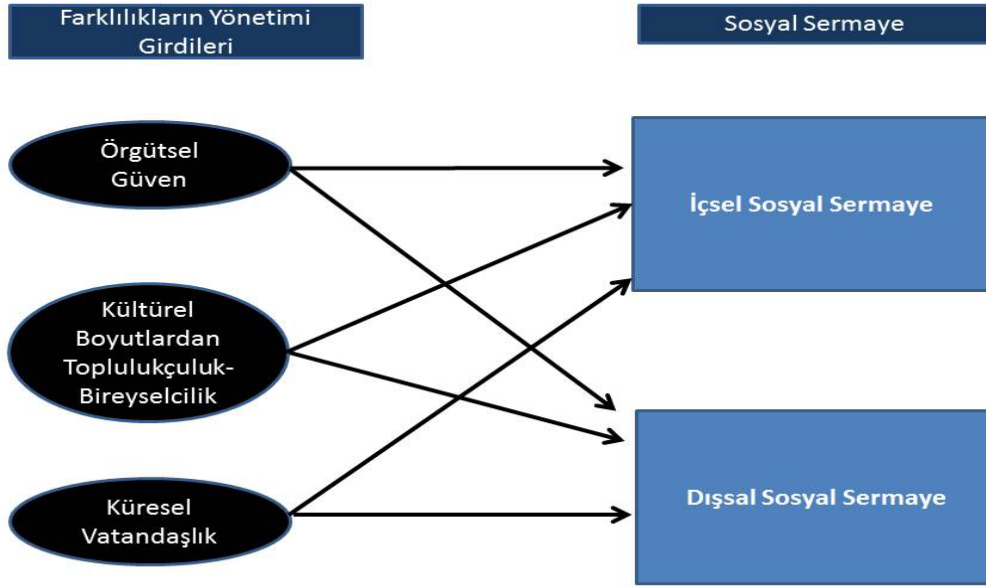 Farklılıkların Yönetimi
Girdileri
Sosyal Sermaye
Örgütsel
Güven
Kültürel
Boyutlardan
Toplulukçuluk-
Bireyselcilik
Küresel
Vatandaşlık
İçsel Sosyal Sermaye
Dışsal Sosyal Sermaye